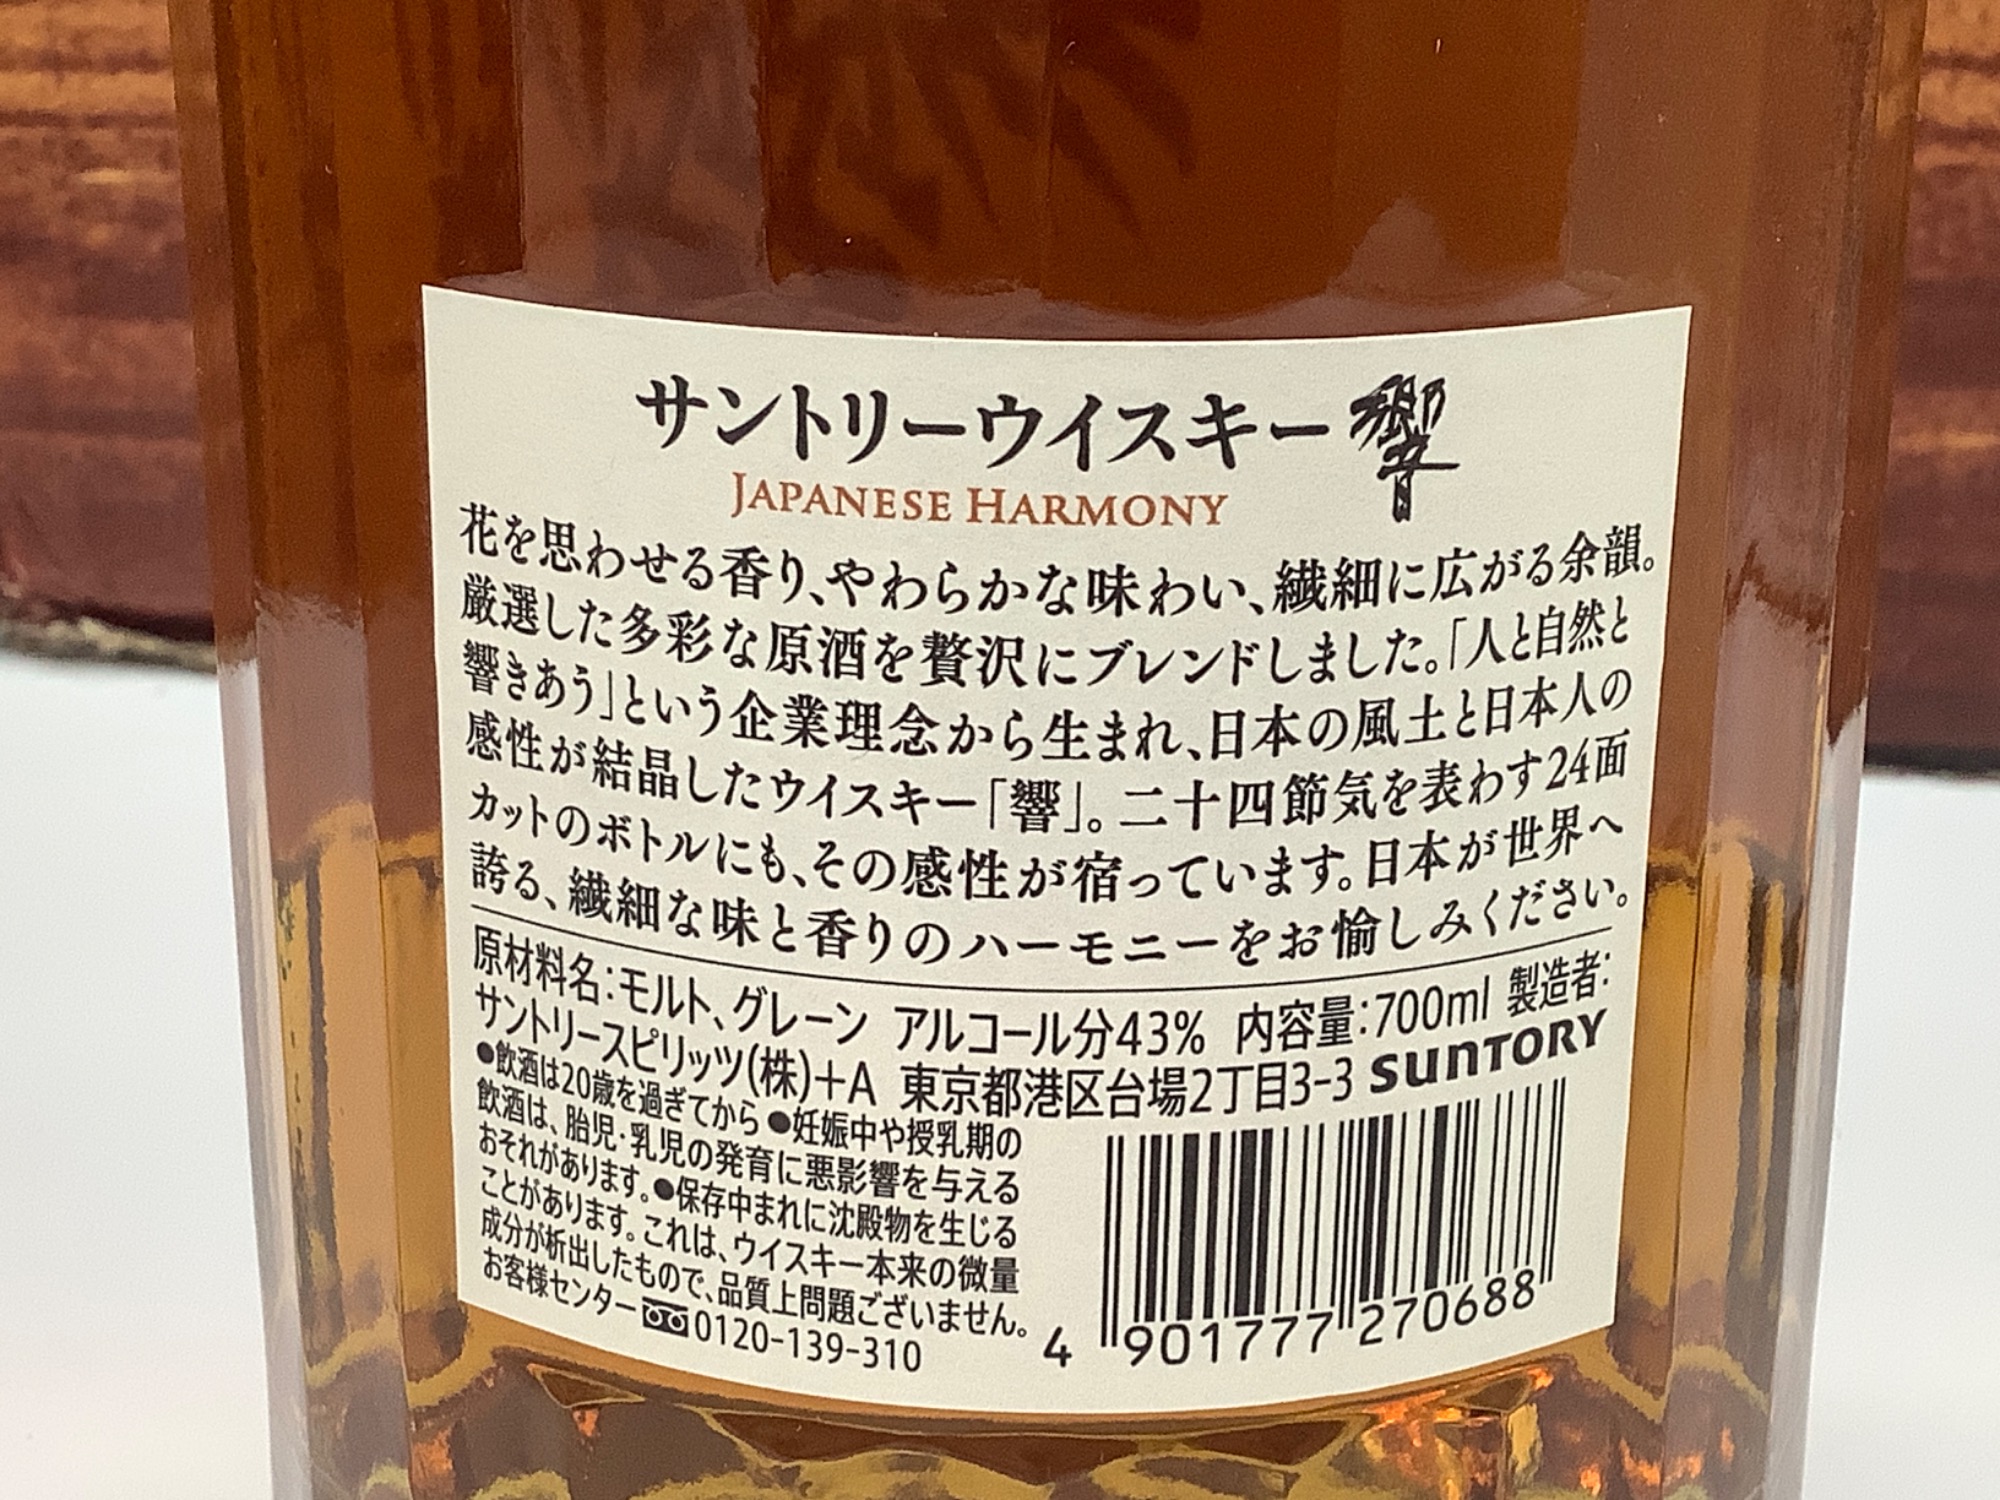 サントリーウイスキー 響
JAPANESE HARMONY
花を思わせる香り、やわらかな味わい、繊細に広がる余韻。
厳選した多彩な原酒を贅沢にブレンドしました。「人と自然と
響きあう」という企業理念から生まれ、日本の風土と日本人の
感性が結晶したウイスキー「響」。二十四節気を表わす24面
カットのボトルにも、その感性が宿っています。日本が世界へ
誇る、繊細な味と香りのハーモニーをお愉しみください。
原材料名:モルト、グレーン アルコール分43% 内容量:700ml 製造者:
サントリースピリッツ(株)+A 東京都港区台場2丁目3-3 SUNTORY
●飲酒は20歳を過ぎてから ●妊娠中や授乳期の
飲酒は、胎児・乳児の発育に悪影響を与える
おそれがあります。●保存中まれに沈殿物を生じる
ことがあります。これは、ウイスキー本来の微量
成分が析出したもので、品質上問題ございません。
お客様センター 0120-139-310
4 901777 270688